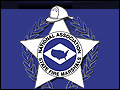 NATIONAL ASSOCIATION
STATE FIRE MARSHALS